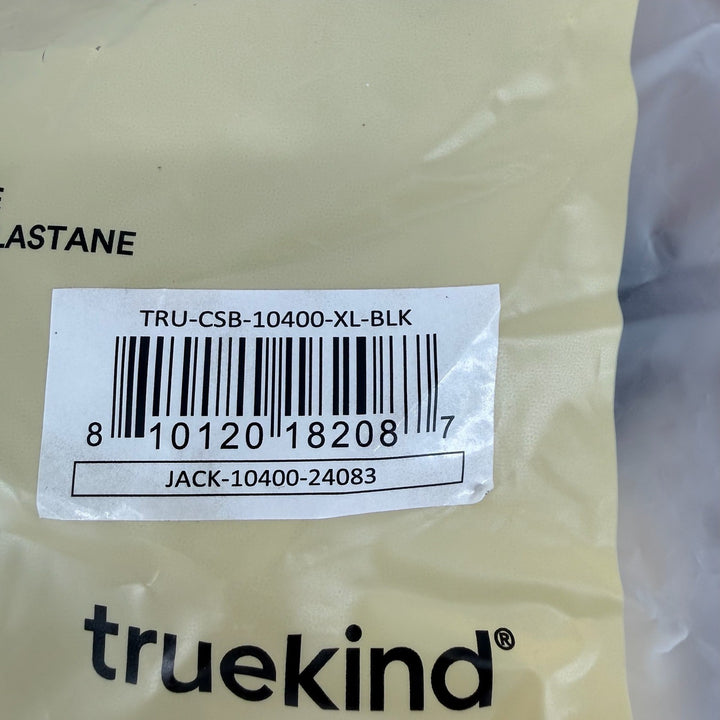 LASTANE
TRU-CSB-10400-XL-BLK
8 10120 18208 7
JACK-10400-24083
truekind®